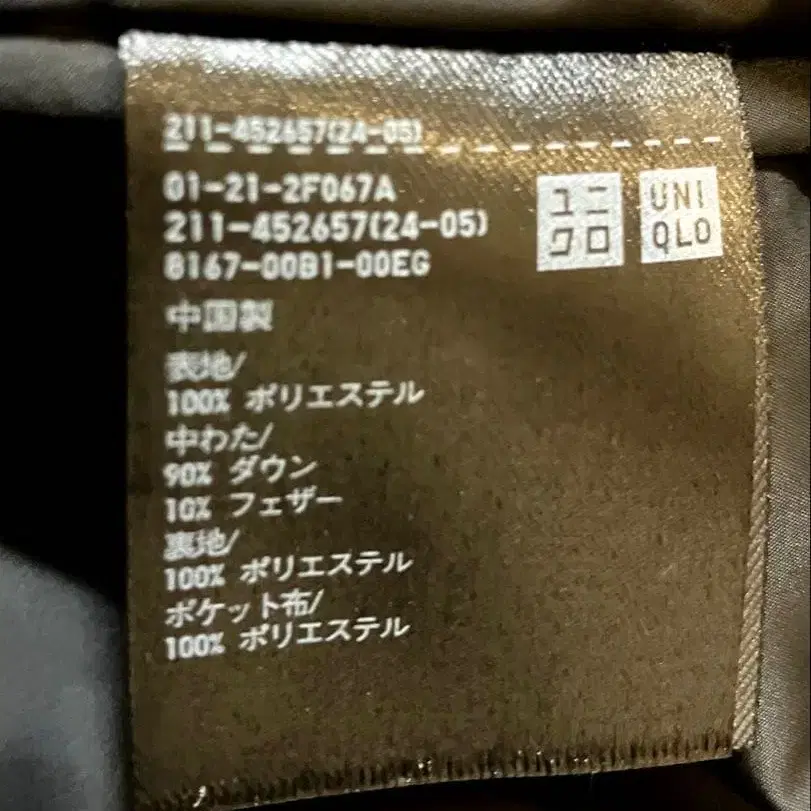 211-452657(24-05)
01-21-2F067A
211-452657(24-05)
8167-00B1-00EG
ユニ
クロ
UNI
QLO
中国製
表地/
100% ポリエステル
中わた/
90% ダウン
10% フェザー
裏地/
100% ポリエステル
ポケット布/
100% ポリエステル